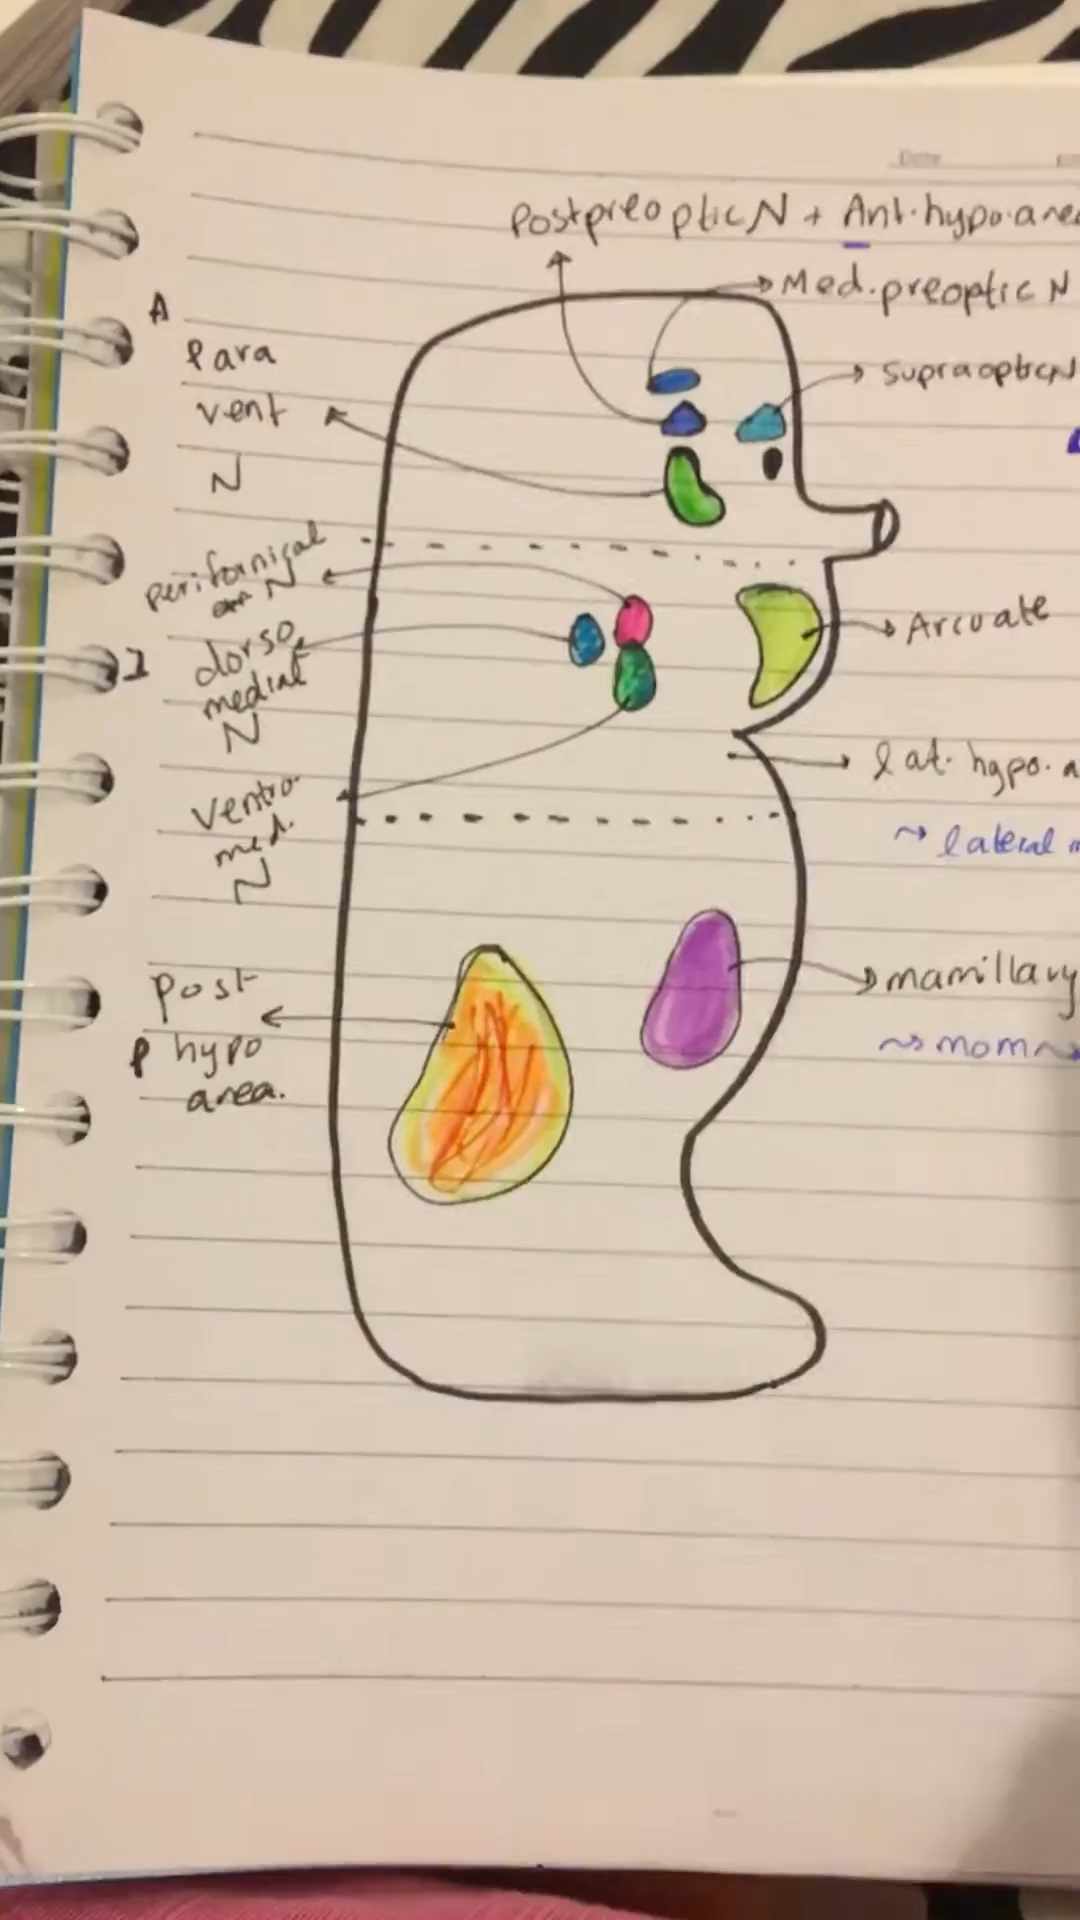 Date
Postpreoptic N + Ant. hypo. area
Med. preoptic N
A
Para
vent
N
supraoptic N
perifornical
N
I
dorso
medial
N
Arcuate
lat. hypo. a
~ lateral
Ventro.
med.
N
mamillary
~ mom ~
Post
hypo
area.